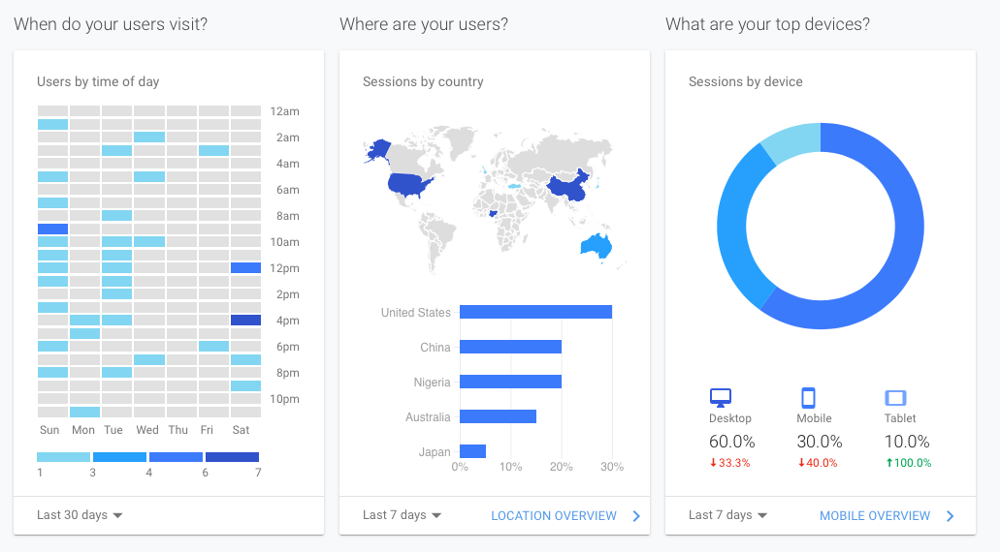 When do your users visit?
Users by time of day
12am
2am
4am
6am
8am
10am
12pm
2pm
4pm
6pm
8pm
10pm
Sun Mon Tue Wed Thu Fri Sat
1 3 4 6 7
Last 30 days
Where are your users?
Sessions by country
United States
China
Nigeria
Australia
Japan
0% 10% 20% 30%
Last 7 days LOCATION OVERVIEW
What are your top devices?
Sessions by device
Desktop Mobile Tablet
60.0% 30.0% 10.0%
33.3% 40.0% 100.0%
Last 7 days MOBILE OVERVIEW